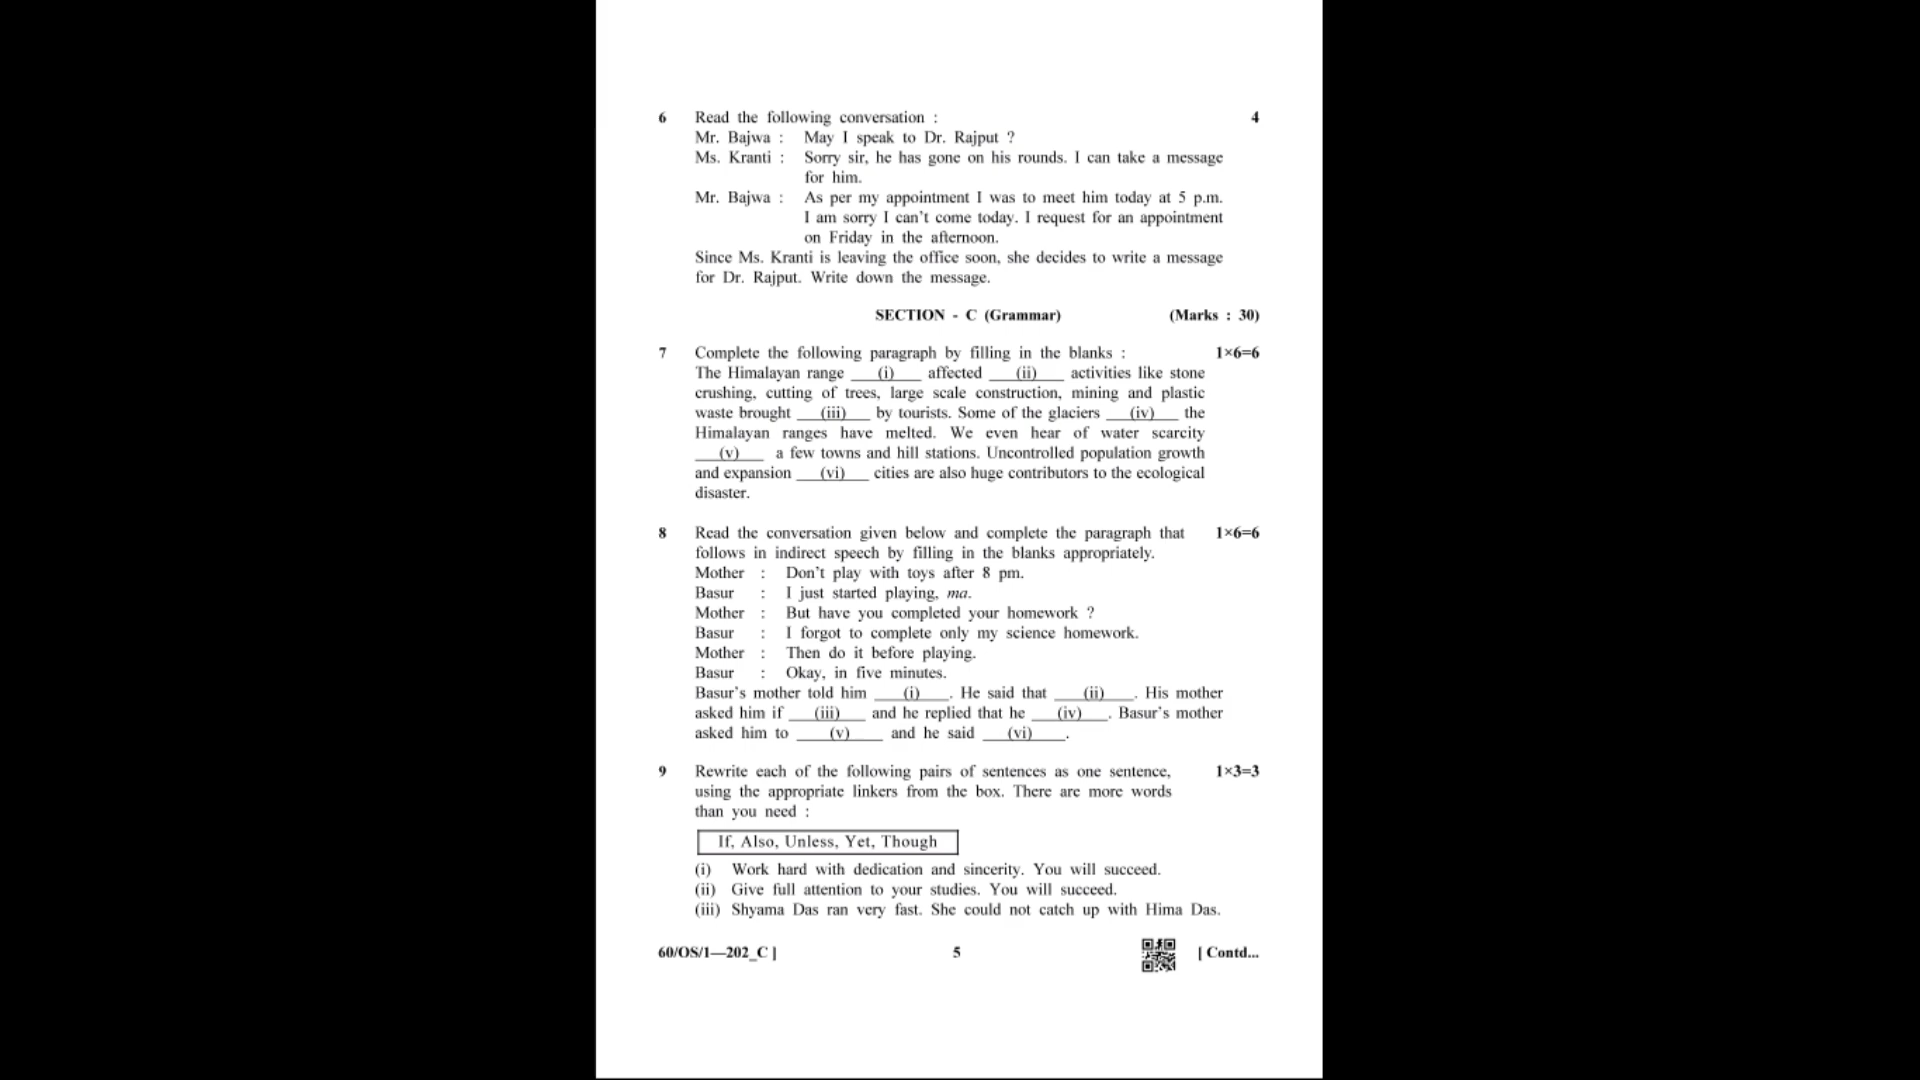 6 Read the following conversation : 4
Mr. Bajwa : May I speak to Dr. Rajput ?
Ms. Kranti : Sorry sir, he has gone on his rounds. I can take a message
for him.
Mr. Bajwa : As per my appointment I was to meet him today at 5 p.m.
I am sorry I can't come today. I request for an appointment
on Friday in the afternoon.
Since Ms. Kranti is leaving the office soon, she decides to write a message
for Dr. Rajput. Write down the message.
SECTION - C (Grammar) (Marks : 30)
7 Complete the following paragraph by filling in the blanks : 1×6=6
The Himalayan range ___(i)___ affected ___(ii)___ activities like stone
crushing, cutting of trees, large scale construction, mining and plastic
waste brought ___(iii)___ by tourists. Some of the glaciers ___(iv)___ the
Himalayan ranges have melted. We even hear of water scarcity
___(v)___ a few towns and hill stations. Uncontrolled population growth
and expansion ___(vi)___ cities are also huge contributors to the ecological
disaster.
8 Read the conversation given below and complete the paragraph that 1×6=6
follows in indirect speech by filling in the blanks appropriately.
Mother : Don't play with toys after 8 pm.
Basur : I just started playing, ma.
Mother : But have you completed your homework ?
Basur : I forgot to complete only my science homework.
Mother : Then do it before playing.
Basur : Okay, in five minutes.
Basur's mother told him ___(i)___. He said that ___(ii)___. His mother
asked him if ___(iii)___ and he replied that he ___(iv)___. Basur's mother
asked him to ___(v)___ and he said ___(vi)___.
9 Rewrite each of the following pairs of sentences as one sentence, 1×3=3
using the appropriate linkers from the box. There are more words
than you need :
If, Also, Unless, Yet, Though
(i) Work hard with dedication and sincerity. You will succeed.
(ii) Give full attention to your studies. You will succeed.
(iii) Shyama Das ran very fast. She could not catch up with Hima Das.
60/OS/1—202_C ] 5 [ Contd...